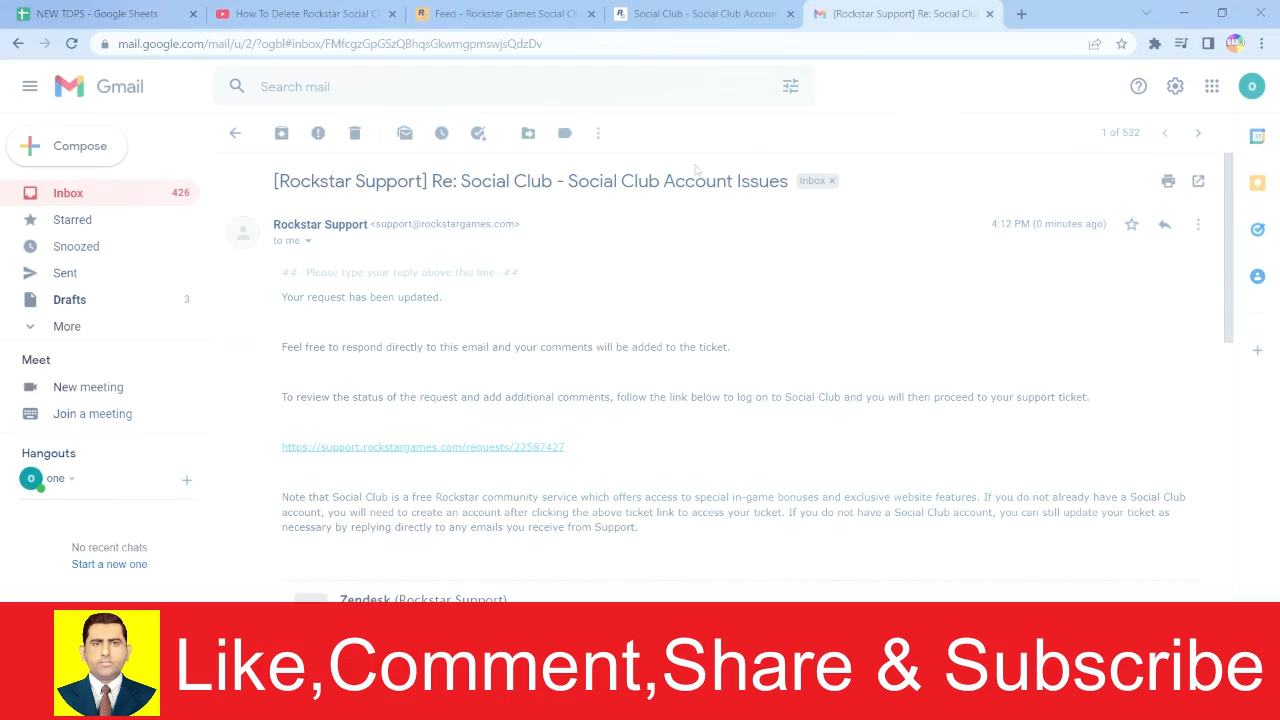 Google Sheets
How To Delete Rockstar Social
Feed - Rockstar Games Social Cl
Social Club - Social Club Account
[Rockstar Support] Re: Social Clu
mail.google.com/mail/u/2/?ogbl#inbox/FMfcgzGpGSzQBhqsGkwmgpmswjsQdzDv
Gmail
Search mail
Compose
1 of 532
[Rockstar Support] Re: Social Club - Social Club Account Issues
Inbox ×
Inbox 426
Starred
Snoozed
Sent
Drafts 3
More
Rockstar Support <support@rockstargames.com>
4:12 PM (0 minutes ago)
to me
##- Please type your reply above this line -##
Your request has been updated.
Feel free to respond directly to this email and your comments will be added to the ticket.
To review the status of the request and add additional comments, follow the link below to log on to Social Club and you will then proceed to your support ticket.
https://support.rockstargames.com/requests/22587427
Note that Social Club is a free Rockstar community service which offers access to special in-game bonuses and exclusive website features. If you do not already have a Social Club
account, you will need to create an account after clicking the above ticket link to access your ticket. If you do not have a Social Club account, you can still update your ticket as
necessary by replying directly to any emails you receive from Support.
Meet
New meeting
Join a meeting
Hangouts
one
No recent chats
Start a new one
Zendesk (Rockstar Support)
Like,Comment,Share & Subscribe